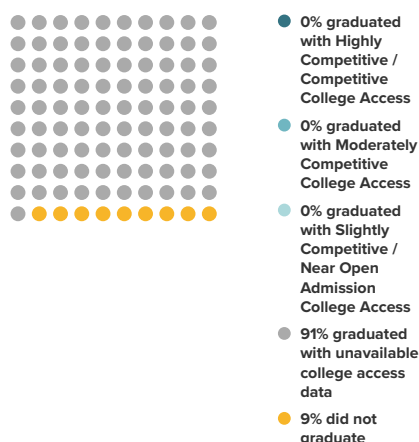 0% graduated
with Highly
Competitive /
Competitive
College Access
0% graduated
with Moderately
Competitive
College Access
0% graduated
with Slightly
Competitive /
Near Open
Admission
College Access
91% graduated
with unavailable
college access
data
9% did not
graduate